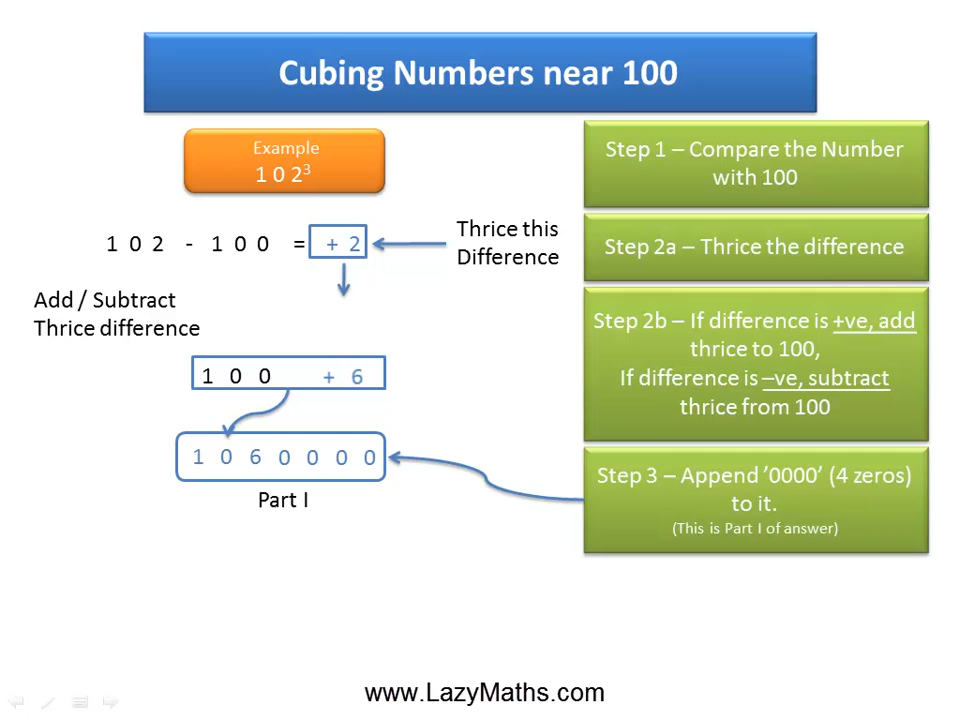 Cubing Numbers near 100
Example
1 0 2³
1 0 2 - 1 0 0 = + 2
Thrice this
Difference
Add / Subtract
Thrice difference
1 0 0 + 6
1 0 6 0 0 0 0
Part I
Step 1 – Compare the Number
with 100
Step 2a – Thrice the difference
Step 2b – If difference is +ve, add
thrice to 100,
If difference is –ve, subtract
thrice from 100
Step 3 – Append ’0000’ (4 zeros)
to it.
(This is Part I of answer)
www.LazyMaths.com